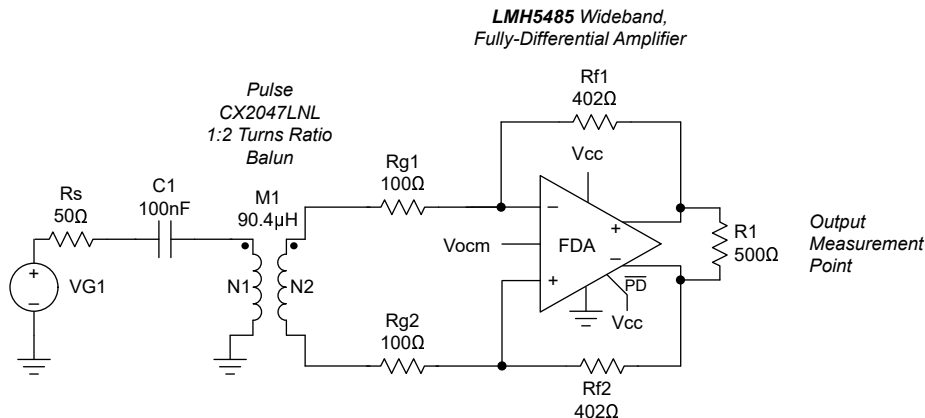 LMH5485 Wideband,
Fully-Differential Amplifier
Rf1
402Ω
Pulse
CX2047LNL
1:2 Turns Ratio
Balun
Vcc
Rg1
100Ω
C1
100nF
M1
90.4µH
Rs
50Ω
−
+
Vocm
FDA
+
−
R1
500Ω
Output
Measurement
Point
+
−
VG1
N1
N2
PD
Vcc
Rg2
100Ω
Rf2
402Ω